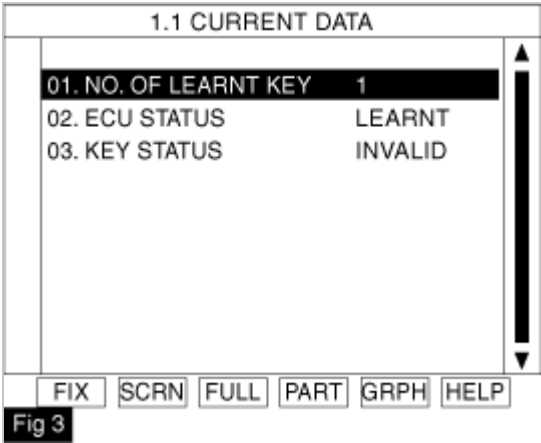 1.1 CURRENT DATA
01. NO. OF LEARNT KEY 1
02. ECU STATUS LEARNT
03. KEY STATUS INVALID
FIX SCRN FULL PART GRPH HELP
Fig 3